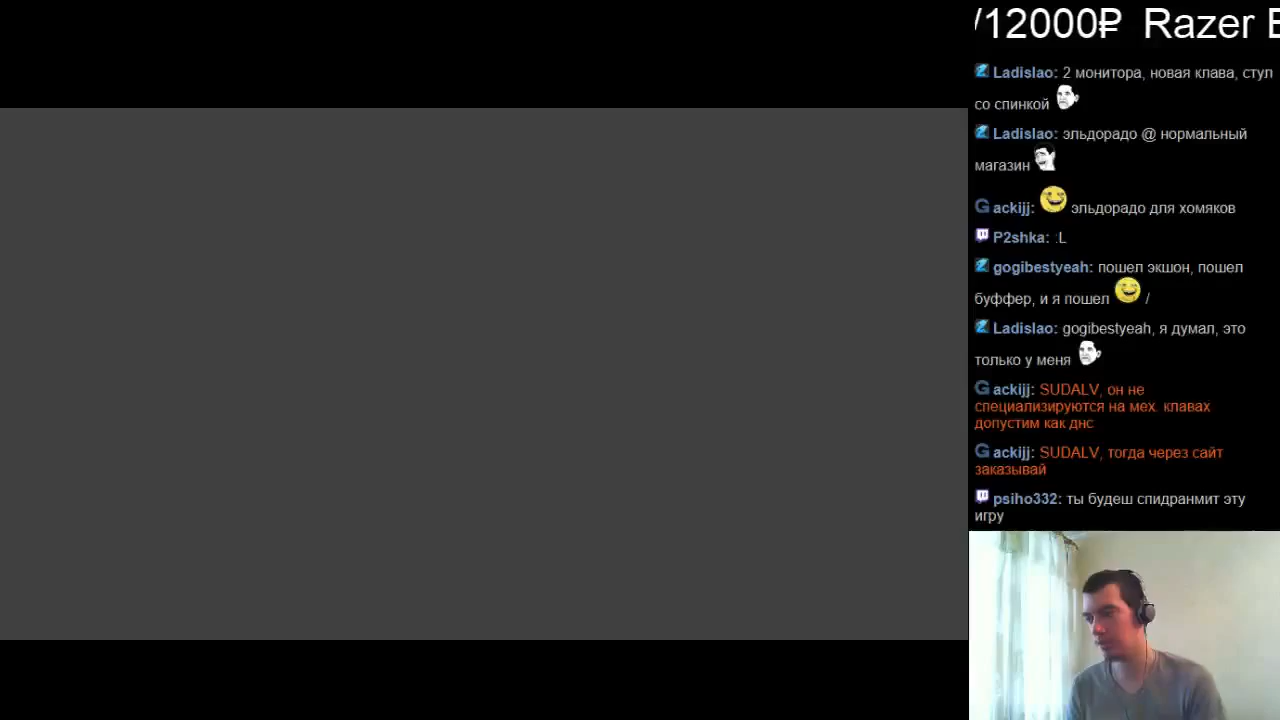 /12000₽ Razer
Ladislao: 2 монитора, новая клава, стул
со спинкой
Ladislao: эльдорадо @ нормальный
магазин
ackijj: эльдорадо для хомяков
P2shka: :L
gogibestyeah: пошел экшон, пошел
буффер, и я пошел /
Ladislao: gogibestyeah, я думал, это
только у меня
ackijj: SUDALV, он не
специализируются на мех. клавах
допустим как днс
ackijj: SUDALV, тогда через сайт
заказывай
psiho332: ты будеш спидранмит эту
игру